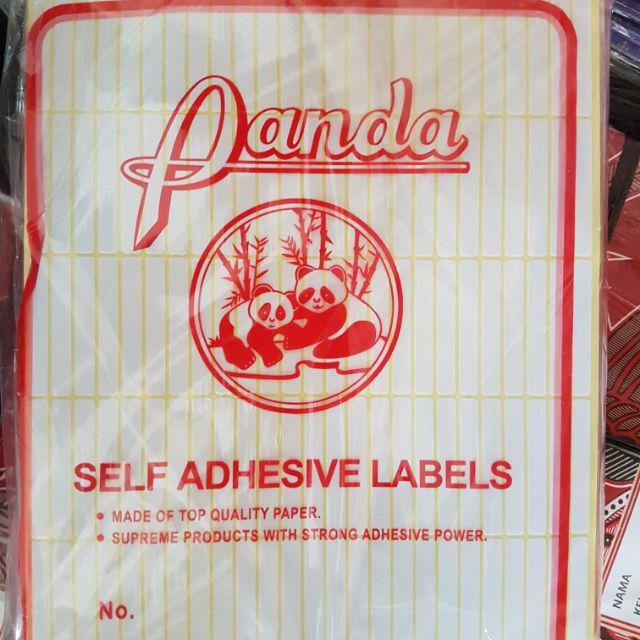 Panda
SELF ADHESIVE LABELS
• MADE OF TOP QUALITY PAPER.
• SUPREME PRODUCTS WITH STRONG ADHESIVE POWER.
No.
NAMA